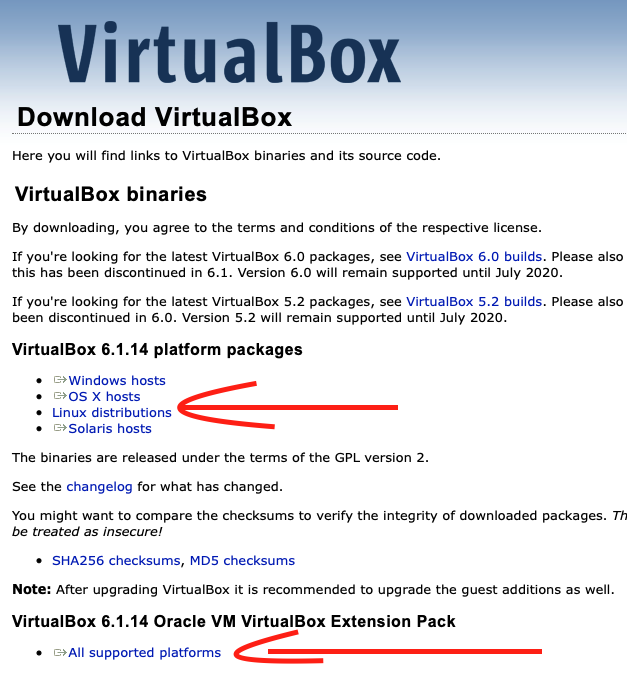 VirtualBox
Download VirtualBox
Here you will find links to VirtualBox binaries and its source code.
VirtualBox binaries
By downloading, you agree to the terms and conditions of the respective license.
If you're looking for the latest VirtualBox 6.0 packages, see VirtualBox 6.0 builds. Please also
this has been discontinued in 6.1. Version 6.0 will remain supported until July 2020.
If you're looking for the latest VirtualBox 5.2 packages, see VirtualBox 5.2 builds. Please also
been discontinued in 6.0. Version 5.2 will remain supported until July 2020.
VirtualBox 6.1.14 platform packages
• Windows hosts
• OS X hosts
• Linux distributions
• Solaris hosts
The binaries are released under the terms of the GPL version 2.
See the changelog for what has changed.
You might want to compare the checksums to verify the integrity of downloaded packages. Th
be treated as insecure!
• SHA256 checksums, MD5 checksums
Note: After upgrading VirtualBox it is recommended to upgrade the guest additions as well.
VirtualBox 6.1.14 Oracle VM VirtualBox Extension Pack
• All supported platforms